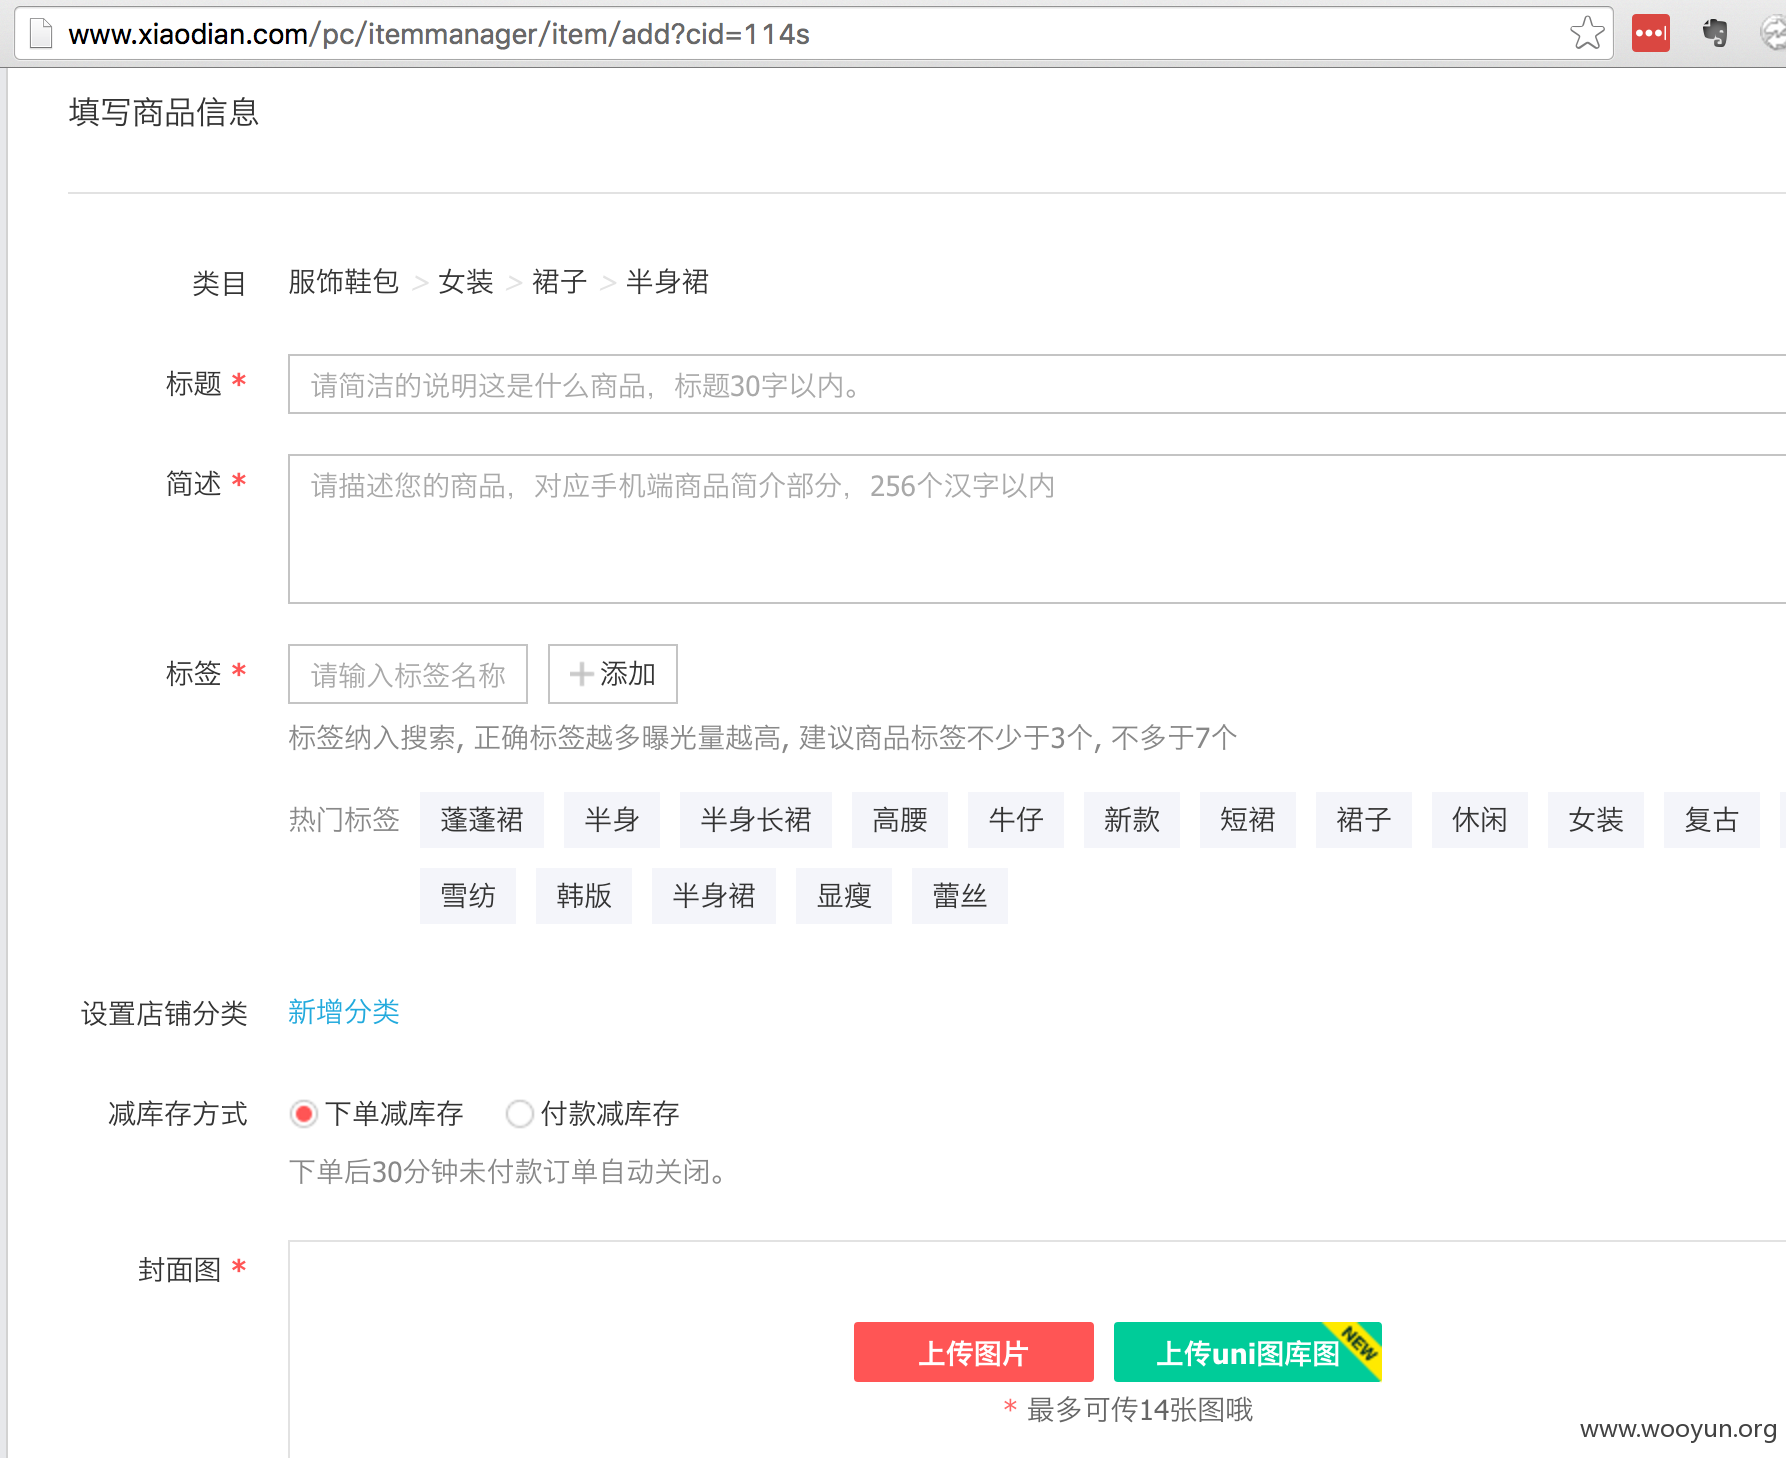 www.xiaodian.com/pc/itemmanager/item/add?cid=114s
填写商品信息
类目 服饰鞋包 > 女装 > 裙子 > 半身裙
标题 * 请简洁的说明这是什么商品，标题30字以内。
简述 * 请描述您的商品，对应手机端商品简介部分，256个汉字以内
标签 * 请输入标签名称 添加
标签纳入搜索, 正确标签越多曝光量越高, 建议商品标签不少于3个, 不多于7个
热门标签 蓬蓬裙 半身 半身长裙 高腰 牛仔 新款 短裙 裙子 休闲 女装 复古
雪纺 韩版 半身裙 显瘦 蕾丝
设置店铺分类 新增分类
减库存方式 下单减库存 付款减库存
下单后30分钟未付款订单自动关闭。
封面图 *
上传图片 上传uni图库图 NEW
* 最多可传14张图哦
www.wooyun.org